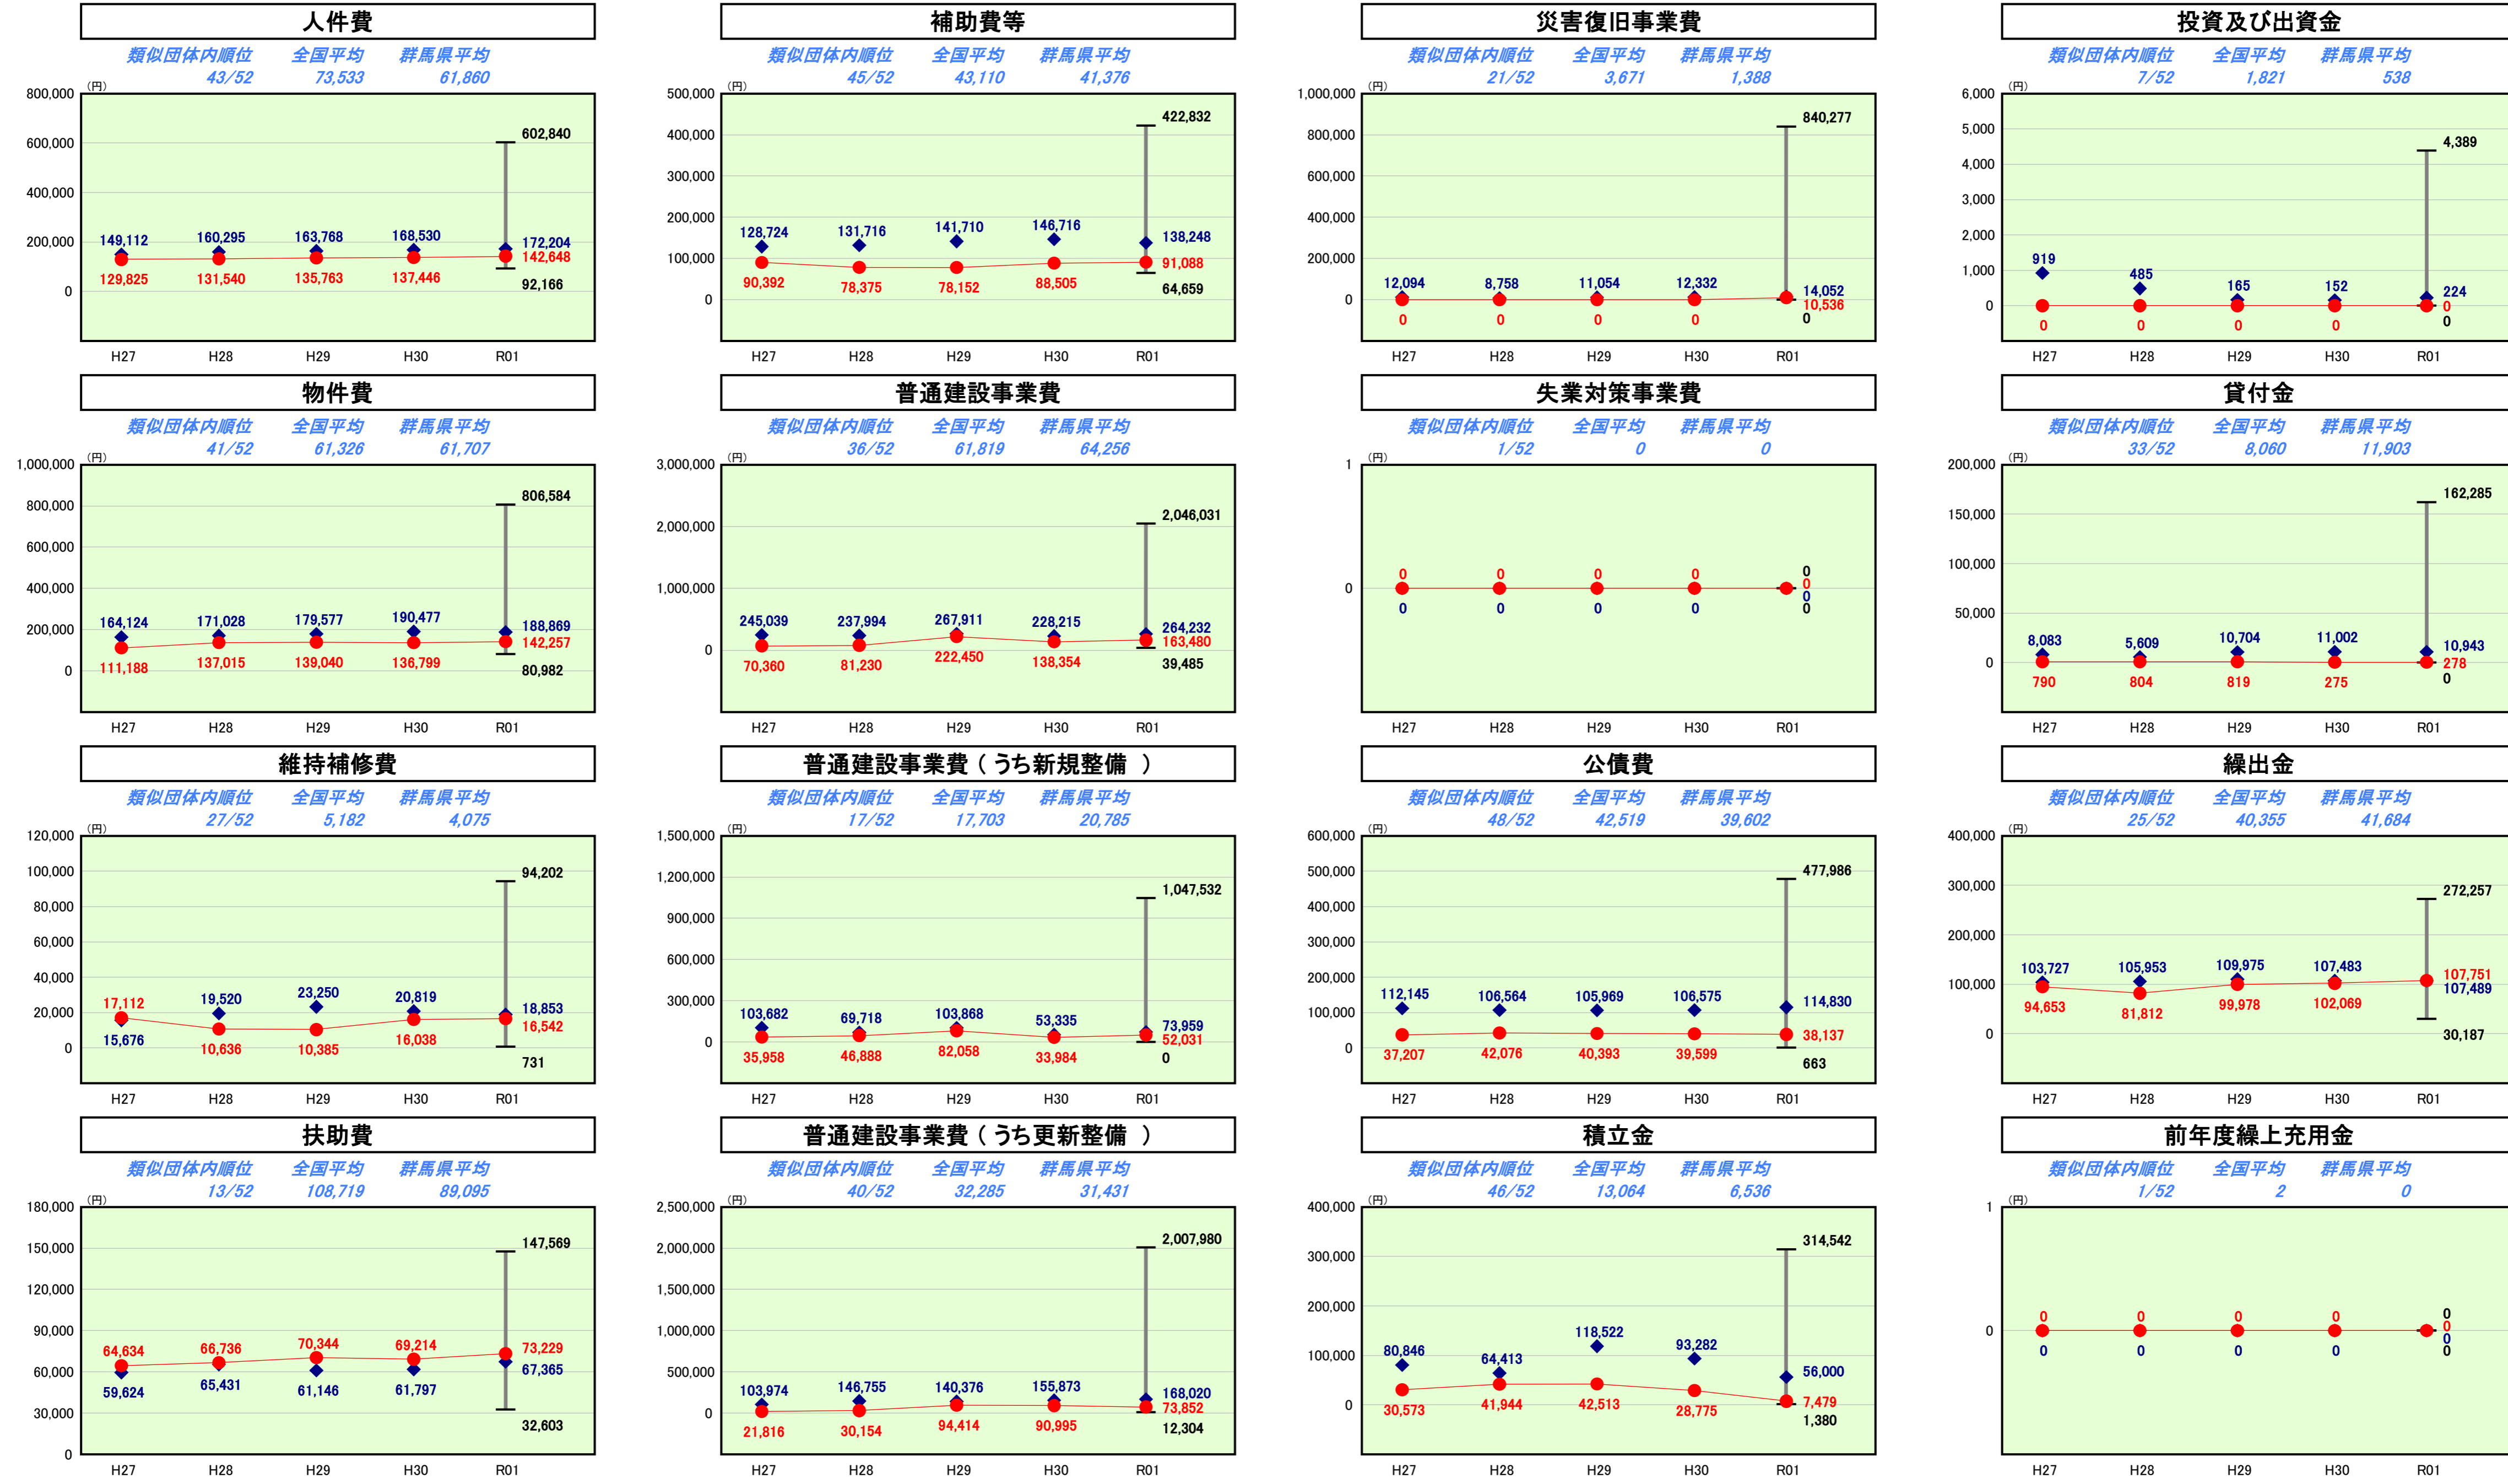 人件費
類似団体内順位 全国平均 群馬県平均
43/52 73,533 61,860
(円)
800,000
600,000
400,000
200,000
0
602,840
149,112 160,295 163,768 168,530 172,204
142,648
129,825 131,540 135,763 137,446
92,166
H27 H28 H29 H30 R01
補助費等
類似団体内順位 全国平均 群馬県平均
45/52 43,110 41,376
(円)
500,000
400,000
300,000
200,000
100,000
0
422,832
128,724 131,716 141,710 146,716 138,248
91,088
90,392 78,375 78,152 88,505
64,659
H27 H28 H29 H30 R01
災害復旧事業費
類似団体内順位 全国平均 群馬県平均
21/52 3,671 1,388
(円)
1,000,000
800,000
600,000
400,000
200,000
0
840,277
12,094 8,758 11,054 12,332 14,052
10,536
0 0 0 0 0
H27 H28 H29 H30 R01
投資及び出資金
類似団体内順位 全国平均 群馬県平均
7/52 1,821 538
(円)
6,000
5,000
4,000
3,000
2,000
1,000
0
4,389
919 485 165 152 224
0
0 0 0 0 0
H27 H28 H29 H30 R01
物件費
類似団体内順位 全国平均 群馬県平均
41/52 61,326 61,707
(円)
1,000,000
800,000
600,000
400,000
200,000
0
806,584
164,124 171,028 179,577 190,477 188,869
142,257
111,188 137,015 139,040 136,799
80,982
H27 H28 H29 H30 R01
普通建設事業費
類似団体内順位 全国平均 群馬県平均
36/52 61,819 64,256
(円)
3,000,000
2,000,000
1,000,000
0
2,046,031
245,039 237,994 267,911 228,215 264,232
163,480
70,360 81,230 222,450 138,354
39,485
H27 H28 H29 H30 R01
失業対策事業費
類似団体内順位 全国平均 群馬県平均
1/52 0 0
(円)
1
0
0 0 0 0 0
0
0 0 0 0 0
0
H27 H28 H29 H30 R01
貸付金
類似団体内順位 全国平均 群馬県平均
33/52 8,060 11,903
(円)
200,000
150,000
100,000
50,000
0
162,285
8,083 5,609 10,704 11,002 10,943
278
790 804 819 275 0
H27 H28 H29 H30 R01
維持補修費
類似団体内順位 全国平均 群馬県平均
27/52 5,182 4,075
(円)
120,000
100,000
80,000
60,000
40,000
20,000
0
94,202
17,112 19,520 23,250 20,819 18,853
16,542
15,676 10,636 10,385 16,038
731
H27 H28 H29 H30 R01
普通建設事業費(うち新規整備 )
類似団体内順位 全国平均 群馬県平均
17/52 17,703 20,785
(円)
1,500,000
1,200,000
900,000
600,000
300,000
0
1,047,532
103,682 69,718 103,868 53,335 73,959
52,031
35,958 46,888 82,058 33,984 0
H27 H28 H29 H30 R01
公債費
類似団体内順位 全国平均 群馬県平均
48/52 42,519 39,602
(円)
600,000
500,000
400,000
300,000
200,000
100,000
0
477,986
112,145 106,564 105,969 106,575 114,830
38,137
37,207 42,076 40,393 39,599
663
H27 H28 H29 H30 R01
繰出金
類似団体内順位 全国平均 群馬県平均
25/52 40,355 41,684
(円)
400,000
300,000
200,000
100,000
0
272,257
103,727 105,953 109,975 107,483 107,751
107,489
94,653 81,812 99,978 102,069
30,187
H27 H28 H29 H30 R01
扶助費
類似団体内順位 全国平均 群馬県平均
13/52 108,719 89,095
(円)
180,000
150,000
120,000
90,000
60,000
30,000
0
147,569
64,634 66,736 70,344 69,214 73,229
67,365
59,624 65,431 61,146 61,797
32,603
H27 H28 H29 H30 R01
普通建設事業費(うち更新整備 )
類似団体内順位 全国平均 群馬県平均
40/52 32,285 31,431
(円)
2,500,000
2,000,000
1,500,000
1,000,000
500,000
0
2,007,980
103,974 146,755 140,376 155,873 168,020
73,852
21,816 30,154 94,414 90,995
12,304
H27 H28 H29 H30 R01
積立金
類似団体内順位 全国平均 群馬県平均
46/52 13,064 6,536
(円)
400,000
300,000
200,000
100,000
0
314,542
80,846 64,413 118,522 93,282 56,000
7,479
30,573 41,944 42,513 28,775
1,380
H27 H28 H29 H30 R01
前年度繰上充用金
類似団体内順位 全国平均 群馬県平均
1/52 2 0
(円)
1
0
0 0 0 0 0
0
0 0 0 0 0
0
H27 H28 H29 H30 R01